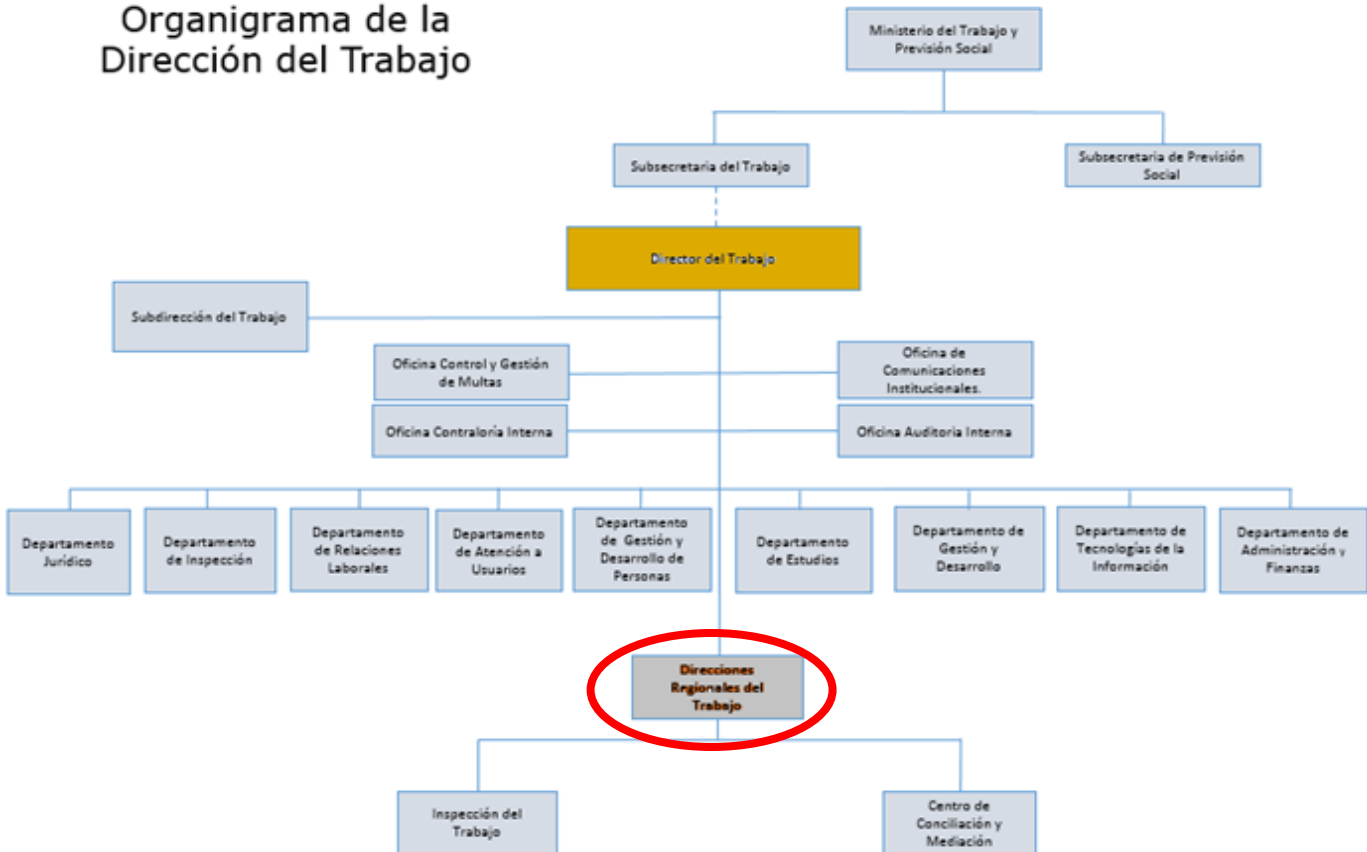 Organigrama de la
Dirección del Trabajo
Ministerio del Trabajo y
Previsión Social
Subsecretaria del Trabajo
Subsecretaria de Previsión
Social
Director del Trabajo
Subdirección del Trabajo
Oficina Control y Gestión
de Multas
Oficina de
Comunicaciones
Institucionales.
Oficina Contraloría Interna
Oficina Auditoria Interna
Departamento
Jurídico
Departamento
de Inspección
Departamento
de Relaciones
Laborales
Departamento
de Atención a
Usuarios
Departamento
de Gestión y
Desarrollo de
Personas
Departamento
de Estudios
Departamento de
Gestión y
Desarrollo
Departamento de
Tecnologías de la
Información
Departamento de
Administración y
Finanzas
Direcciones
Regionales del
Trabajo
Inspección del
Trabajo
Centro de
Conciliación y
Mediación